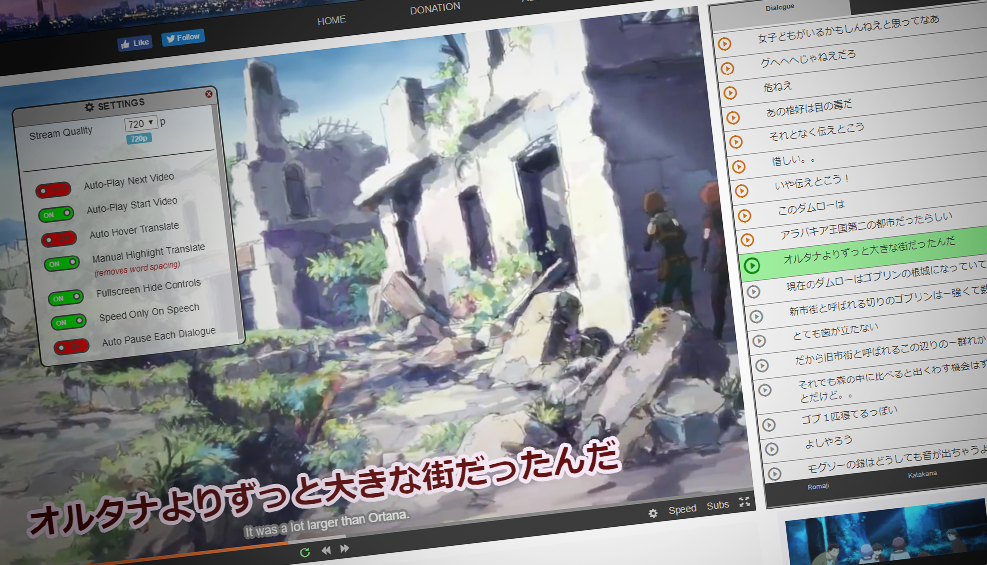 HOME
DONATION
Like
Follow
SETTINGS
Stream Quality
720 p
720p
Auto-Play Next Video
ON Auto-Play Start Video
Auto Hover Translate
ON Manual Highlight Translate
(removes word spacing)
ON Fullscreen Hide Controls
ON Speed Only On Speech
Auto Pause Each Dialogue
オルタナよりずっと大きな街だったんだ
It was a lot larger than Ortana.
Speed
Subs
Dialogue
女子どもがいるかもしんねえと思ってなあ
グヘヘヘじゃねえだろ
危ねえ
あの格好は目の毒だ
それとなく伝えとこう
惜しい。。
いや伝えとこう！
このダムローは
アラバキア王国第二の都市だったらしい
オルタナよりずっと大きな街だったんだ
現在のダムローはゴブリンの根城になっていて
新市街と呼ばれる切りのゴブリンは一強くて
とても歯が立たない
だから旧市街と呼ばれるこの辺りの一群れか
それでも森の中に比べると出くわす機会はず
とだけど。。
ゴブ１匹寝てるっぽい
よしやろう
モグゾーの鎧はどうしても音が出ちゃうよ
Romaji
Katakana